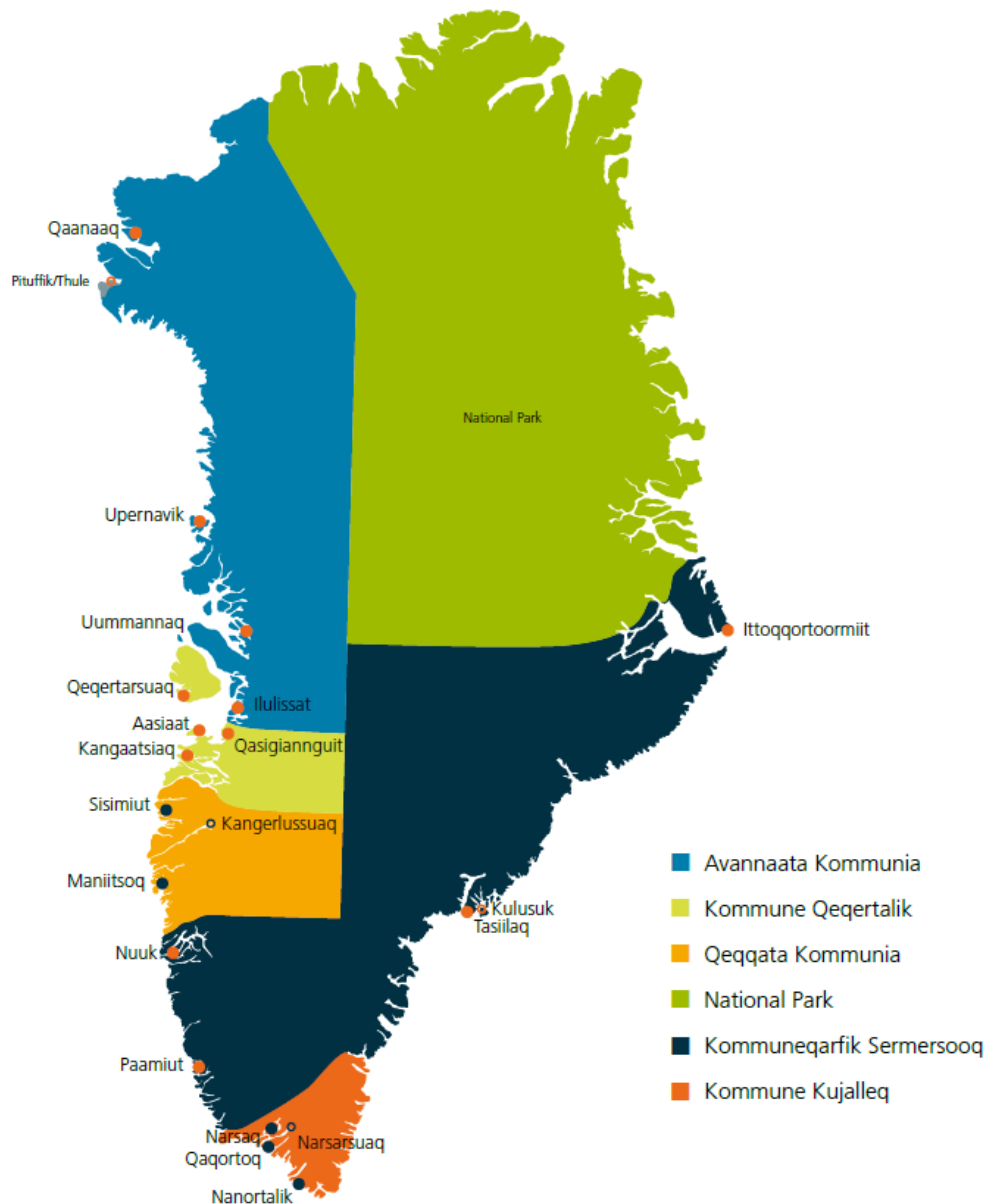 Qaanaaq
Pituffik/Thule
National Park
Upernavik
Uummannaq
Ittoqqortoormiit
Qeqertarsuaq
Ilulissat
Aasiaat
Qasigiannguit
Kangaatsiaq
Sisimiut
Kangerlussuaq
Maniitsoq
Kulusuk
Tasiilaq
Nuuk
Paamiut
Narsaq
Narsarsuaq
Qaqortoq
Nanortalik
Avannaata Kommunia
Kommune Qeqertalik
Qeqqata Kommunia
National Park
Kommuneqarfik Sermersooq
Kommune Kujalleq